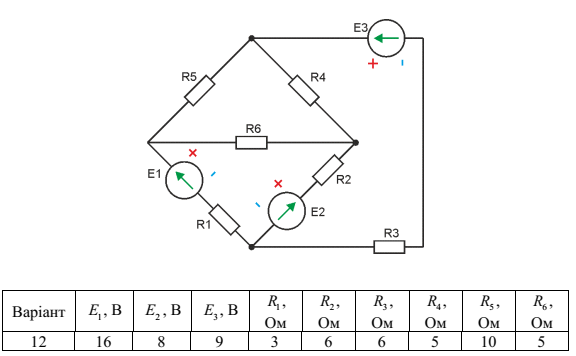 E3
+ -
R5
R4
R6
×
E1
-
R2
×
R1
-
E2
R3
Варіант E₁, В E₂, В E₃, В R₁, Ом R₂, Ом R₃, Ом R₄, Ом R₅, Ом R₆, Ом
12 16 8 9 3 6 6 5 10 5